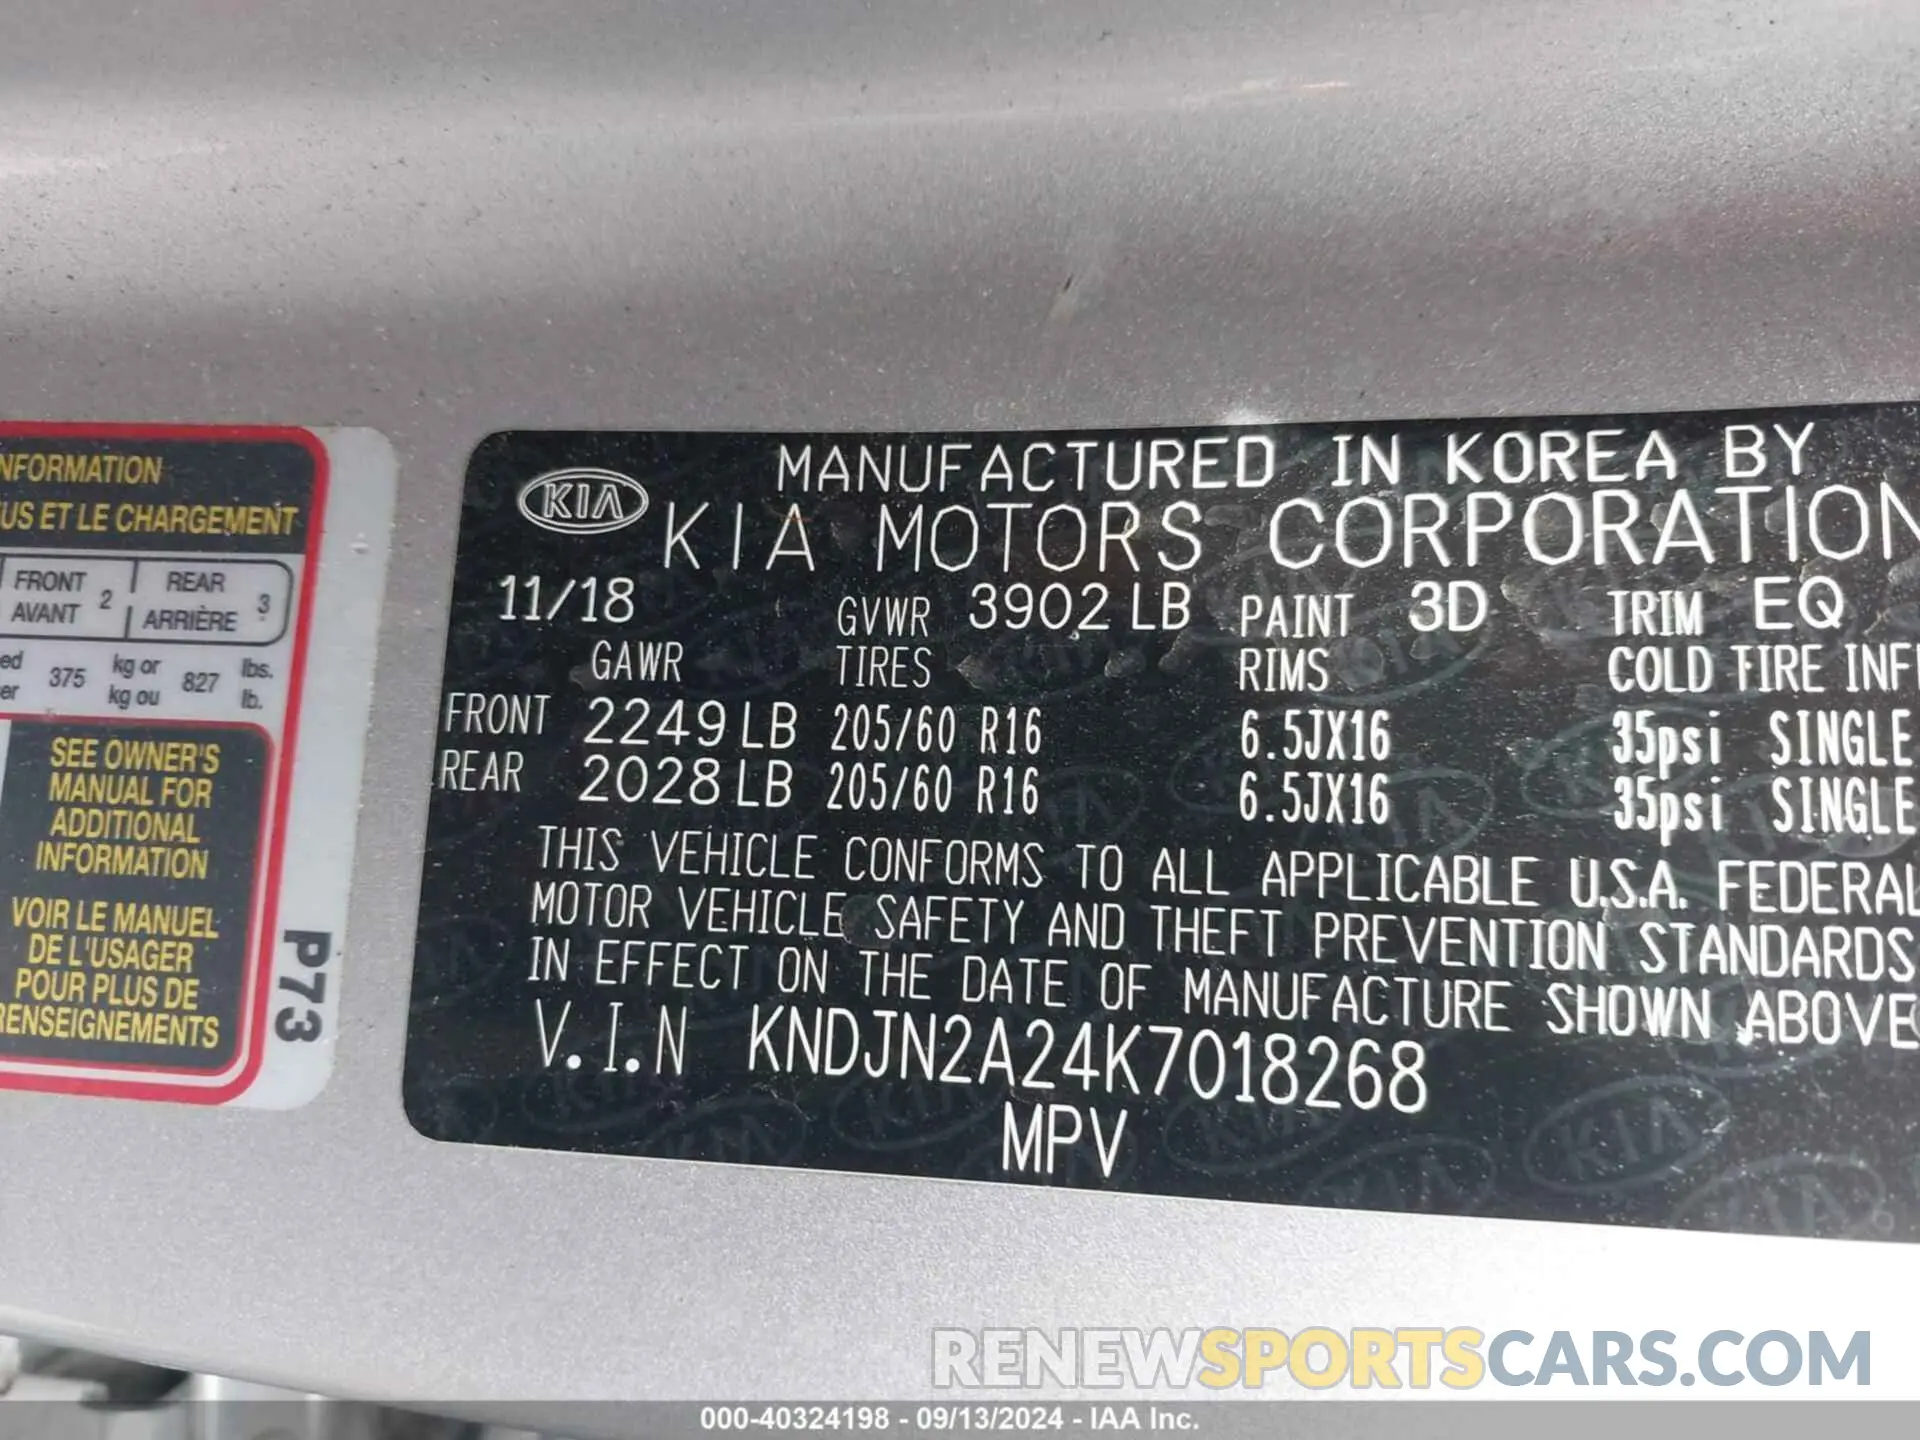 INFORMATION
US ET LE CHARGEMENT
FRONT 2 REAR 3
AVANT ARRIÈRE
375 kg or 827 lbs.
kg ou lb.
SEE OWNER'S
MANUAL FOR
ADDITIONAL
INFORMATION
VOIR LE MANUEL
DE L'USAGER
POUR PLUS DE
RENSEIGNEMENTS
P73
MANUFACTURED IN KOREA BY
KIA KIA MOTORS CORPORATION
11/18 GVWR 3902 LB PAINT 3D TRIM EQ
GAWR TIRES RIMS COLD TIRE INF
FRONT 2249 LB 205/60 R16 6.5JX16 35psi SINGLE
REAR 2028 LB 205/60 R16 6.5JX16 35psi SINGLE
THIS VEHICLE CONFORMS TO ALL APPLICABLE U.S.A. FEDERAL
MOTOR VEHICLE SAFETY AND THEFT PREVENTION STANDARDS
IN EFFECT ON THE DATE OF MANUFACTURE SHOWN ABOVE
V.I.N KNDJN2A24K7018268
MPV
RENEWSPORTSCARS.COM
000-40324198 - 09/13/2024 - IAA Inc.